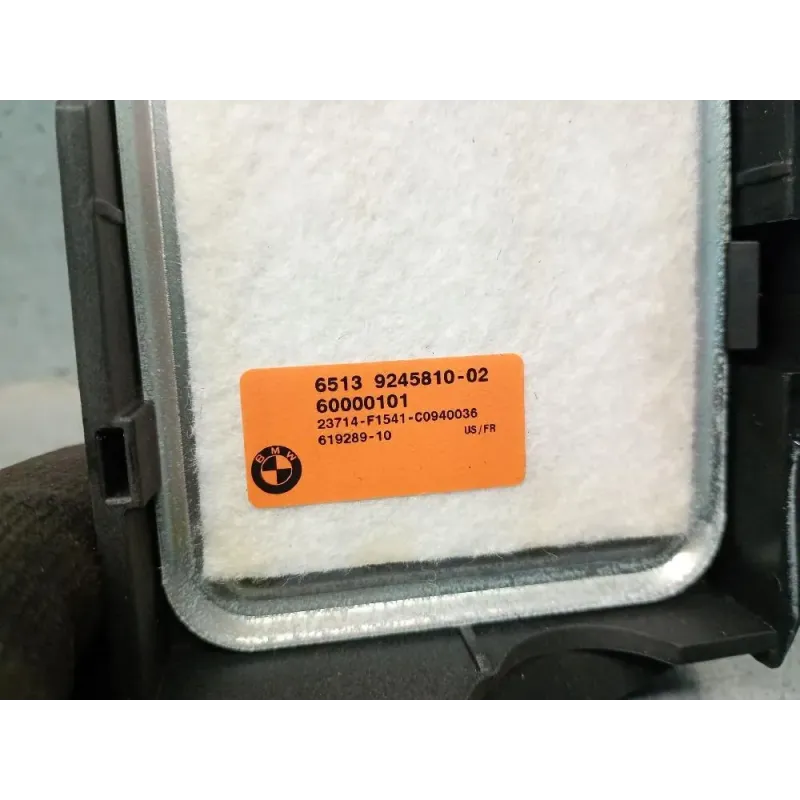 6513 9245810-02
60000101
23714-F1541-C0940036
619289-10 US/FR
BMW